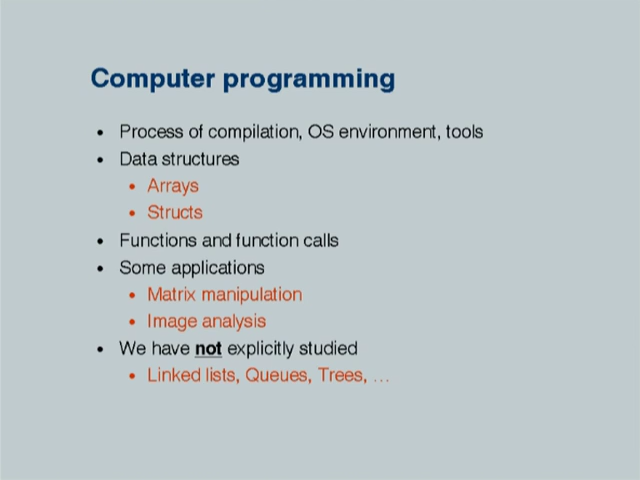 Computer programming
• Process of compilation, OS environment, tools
• Data structures
• Arrays
• Structs
• Functions and function calls
• Some applications
• Matrix manipulation
• Image analysis
• We have not explicitly studied
• Linked lists, Queues, Trees, …